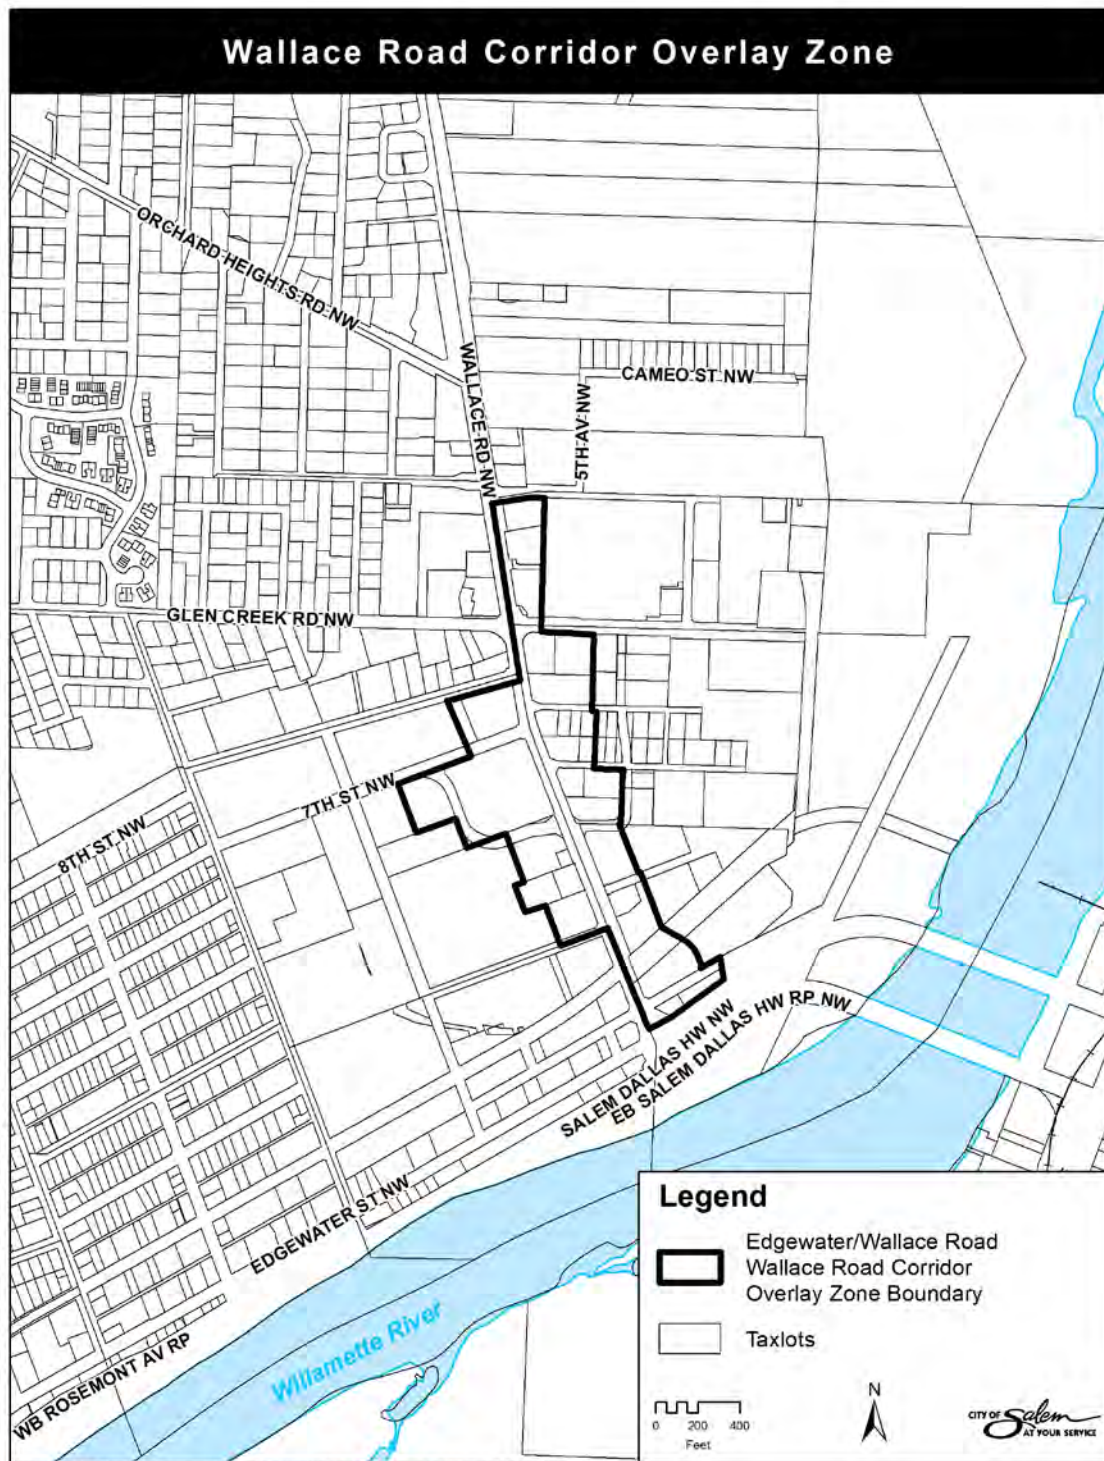 Wallace Road Corridor Overlay Zone
ORCHARD HEIGHTS RD NW
WALLACE RD NW
CAMEO ST NW
5TH AV NW
GLEN CREEK RD NW
7TH ST NW
8TH ST NW
SALEM DALLAS HW NW
EB SALEM DALLAS HW RP NW
EDGEWATER ST NW
WB ROSEMONT AV RP
Willamette River
Legend
Edgewater/Wallace Road
Wallace Road Corridor
Overlay Zone Boundary
Taxlots
0 200 400
Feet
N
CITY OF Salem
AT YOUR SERVICE